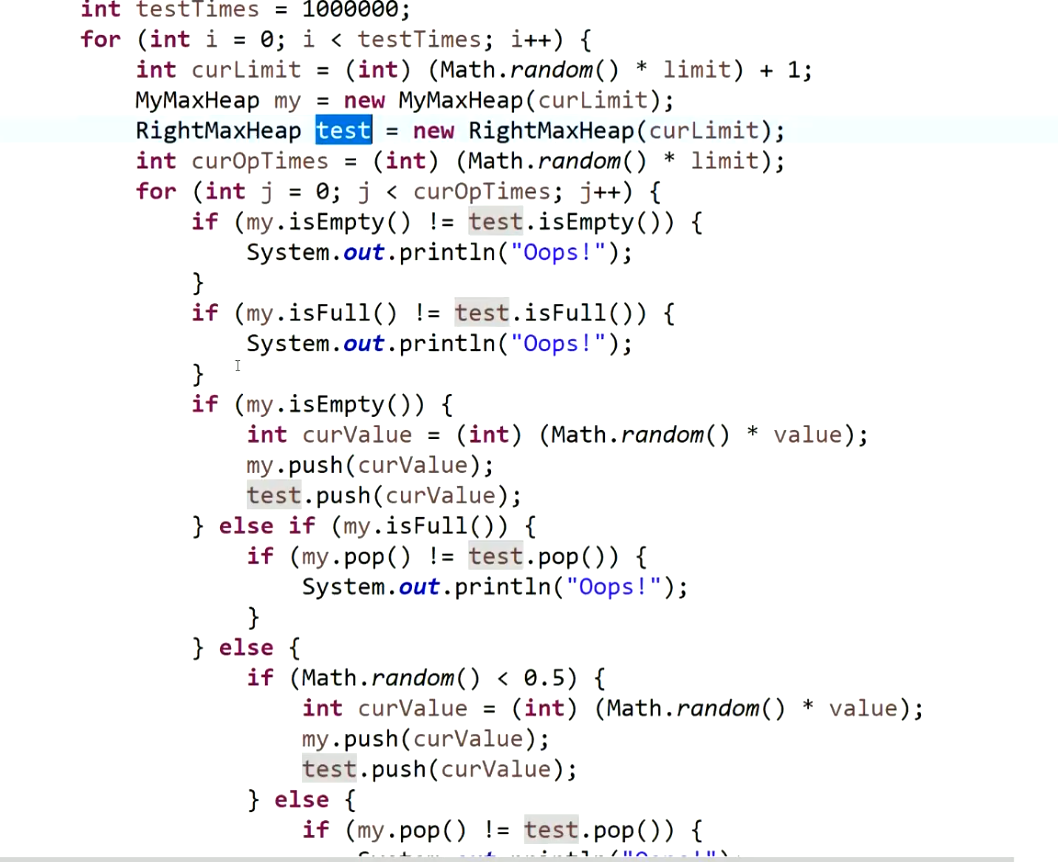 int testTimes = 1000000;
for (int i = 0; i < testTimes; i++) {
int curLimit = (int) (Math.random() * limit) + 1;
MyMaxHeap my = new MyMaxHeap(curLimit);
RightMaxHeap test = new RightMaxHeap(curLimit);
int curOpTimes = (int) (Math.random() * limit);
for (int j = 0; j < curOpTimes; j++) {
if (my.isEmpty() != test.isEmpty()) {
System.out.println("Oops!");
}
if (my.isFull() != test.isFull()) {
System.out.println("Oops!");
}
if (my.isEmpty()) {
int curValue = (int) (Math.random() * value);
my.push(curValue);
test.push(curValue);
} else if (my.isFull()) {
if (my.pop() != test.pop()) {
System.out.println("Oops!");
}
} else {
if (Math.random() < 0.5) {
int curValue = (int) (Math.random() * value);
my.push(curValue);
test.push(curValue);
} else {
if (my.pop() != test.pop()) {